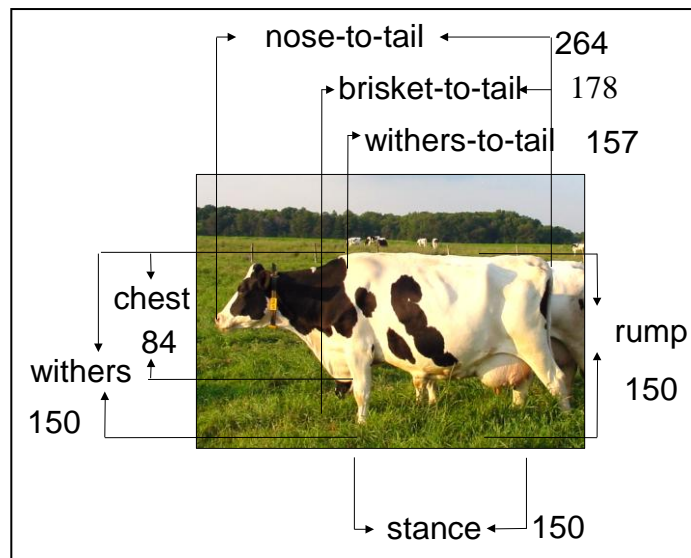 nose-to-tail 264
brisket-to-tail 178
withers-to-tail 157
chest
84
withers
150
rump
150
stance 150